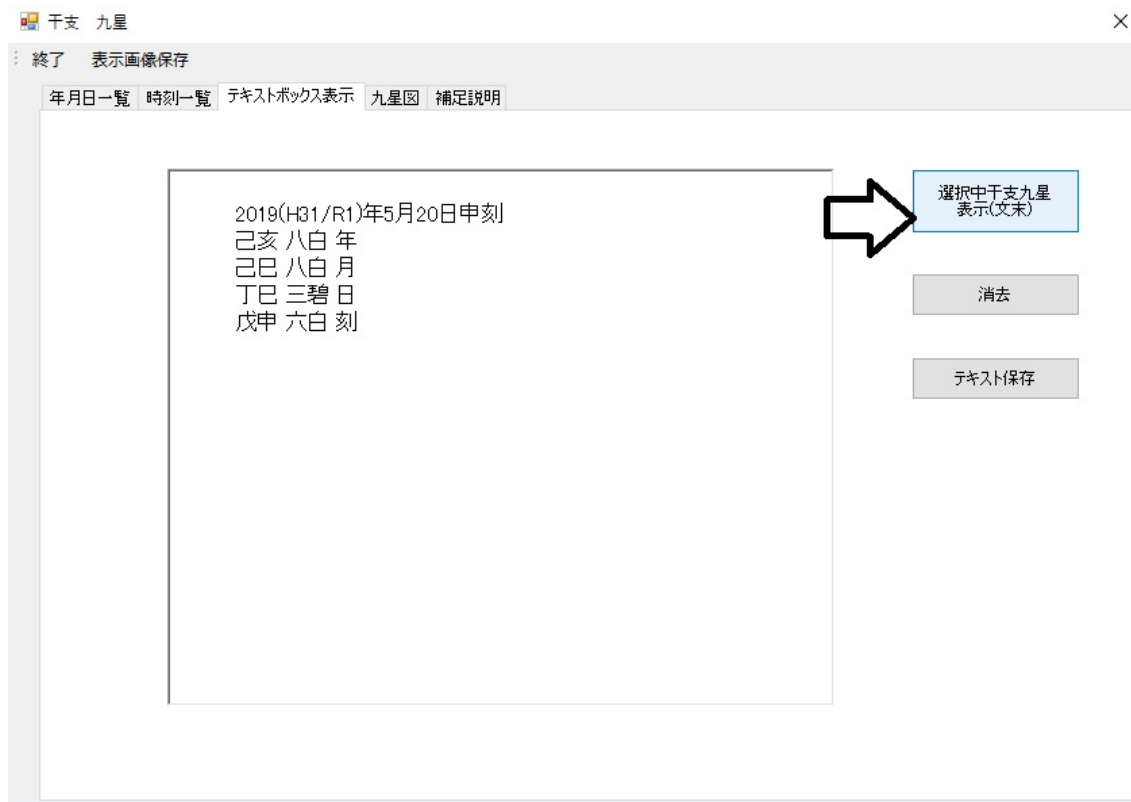 干支　九星
終了　表示画像保存
年月日一覧 時刻一覧 テキストボックス表示 九星図 補足説明
2019(H31/R1)年5月20日申刻
己亥 八白 年
己巳 八白 月
丁巳 三碧 日
戊申 六白 刻
選択中干支九星
表示(文末)
消去
テキスト保存